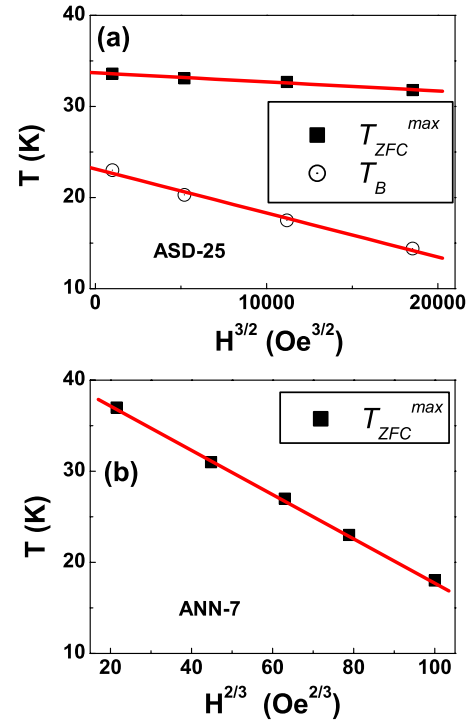 (a)
40
30
20
10
T (K)
T_ZFC^max
T_B
ASD-25
0 10000 20000
H^3/2 (Oe^3/2)
40
30
20
10
T (K)
T_ZFC^max
(b)
ANN-7
20 40 60 80 100
H^2/3 (Oe^2/3)